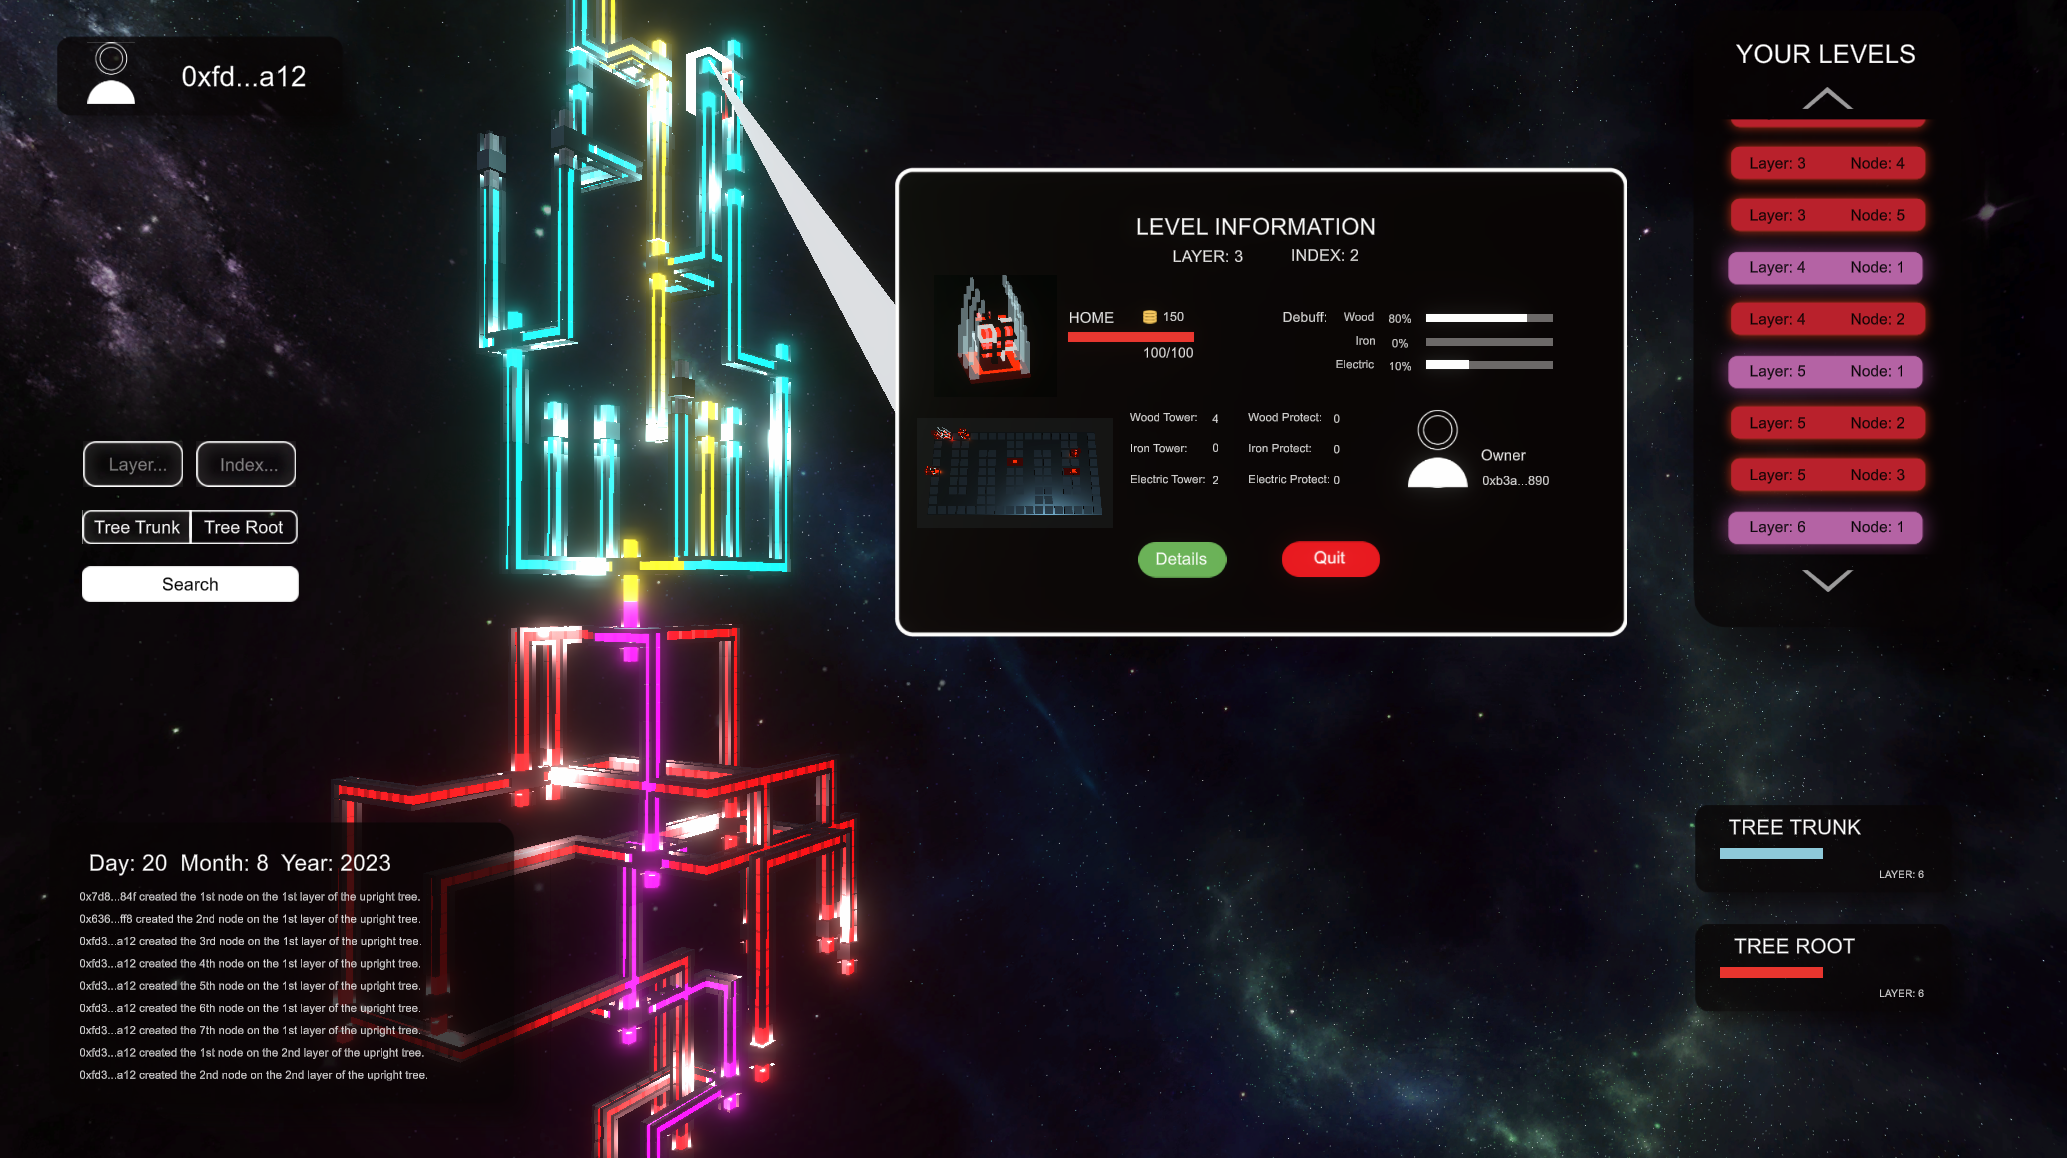 0xfd...a12
Layer... Index...
Tree Trunk Tree Root
Search
Day: 20 Month: 8 Year: 2023
0x7d8...84f created the 1st node on the 1st layer of the upright tree.
0x636...ff8 created the 2nd node on the 1st layer of the upright tree.
0xfd3...a12 created the 3rd node on the 1st layer of the upright tree.
0xfd3...a12 created the 4th node on the 1st layer of the upright tree.
0xfd3...a12 created the 5th node on the 1st layer of the upright tree.
0xfd3...a12 created the 6th node on the 1st layer of the upright tree.
0xfd3...a12 created the 7th node on the 1st layer of the upright tree.
0xfd3...a12 created the 1st node on the 2nd layer of the upright tree.
0xfd3...a12 created the 2nd node on the 2nd layer of the upright tree.
LEVEL INFORMATION
LAYER: 3 INDEX: 2
HOME 150
100/100
Debuff: Wood 80%
Iron 0%
Electric 10%
Wood Tower: 4 Wood Protect: 0
Iron Tower: 0 Iron Protect: 0
Electric Tower: 2 Electric Protect: 0
Owner
0xb3a...890
Details Quit
YOUR LEVELS
Layer: 3 Node: 4
Layer: 3 Node: 5
Layer: 4 Node: 1
Layer: 4 Node: 2
Layer: 5 Node: 1
Layer: 5 Node: 2
Layer: 5 Node: 3
Layer: 6 Node: 1
TREE TRUNK
LAYER: 6
TREE ROOT
LAYER: 6